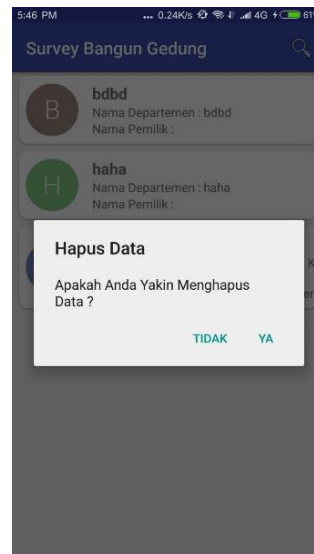 5:46 PM ... 0.24K/s 4G 61%
Survey Bangun Gedung
B
bdbd
Nama Departemen : bdbd
Nama Pemilik :
H
haha
Nama Departemen : haha
Nama Pemilik :
Hapus Data
Apakah Anda Yakin Menghapus
Data ?
TIDAK YA